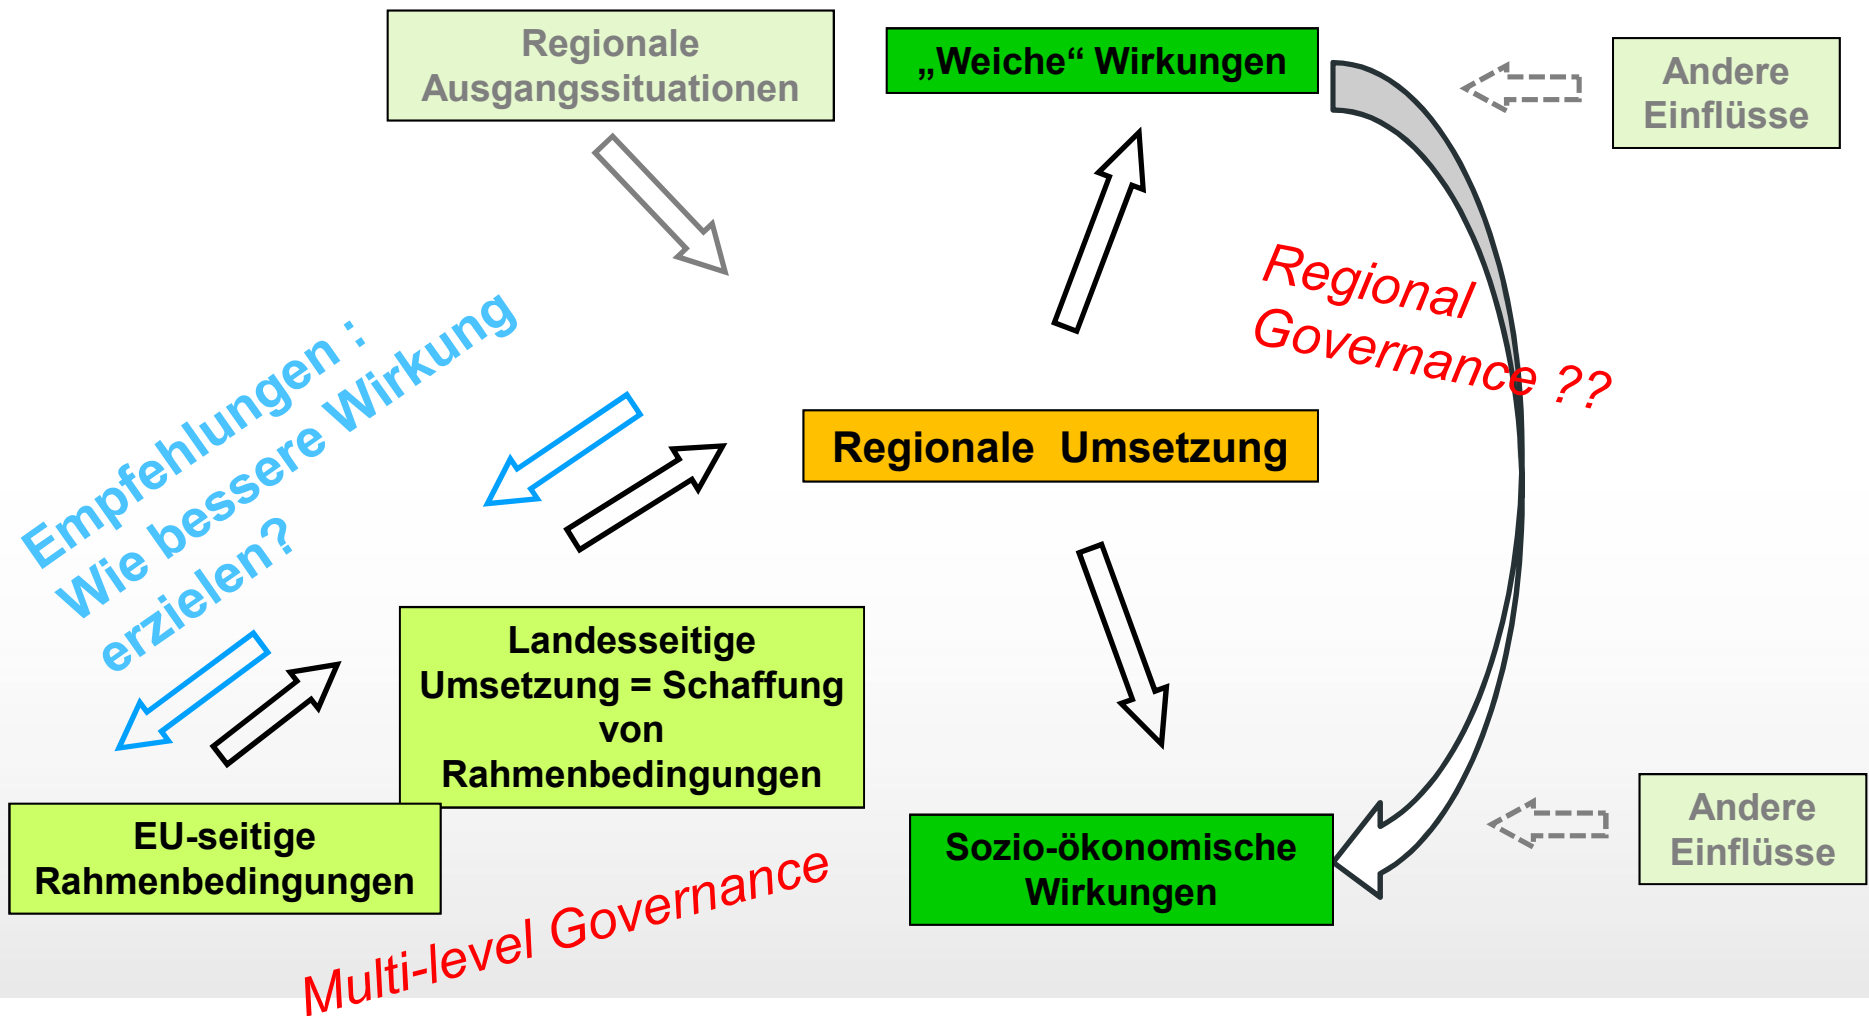 Regionale
Ausgangssituationen
„Weiche“ Wirkungen
Andere
Einflüsse
Regional
Governance ??
Empfehlungen :
Wie bessere Wirkung
erzielen?
Regionale Umsetzung
Landesseitige
Umsetzung = Schaffung
von
Rahmenbedingungen
EU-seitige
Rahmenbedingungen
Sozio-ökonomische
Wirkungen
Andere
Einflüsse
Multi-level Governance